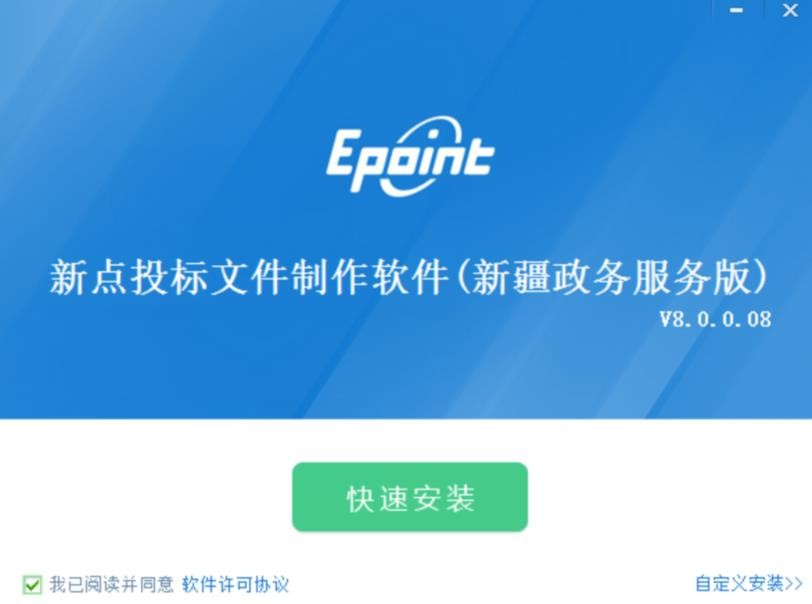 Epoint
新点投标文件制作软件(新疆政务服务版)
V8.0.0.08
快速安装
我已阅读并同意 软件许可协议
自定义安装>>